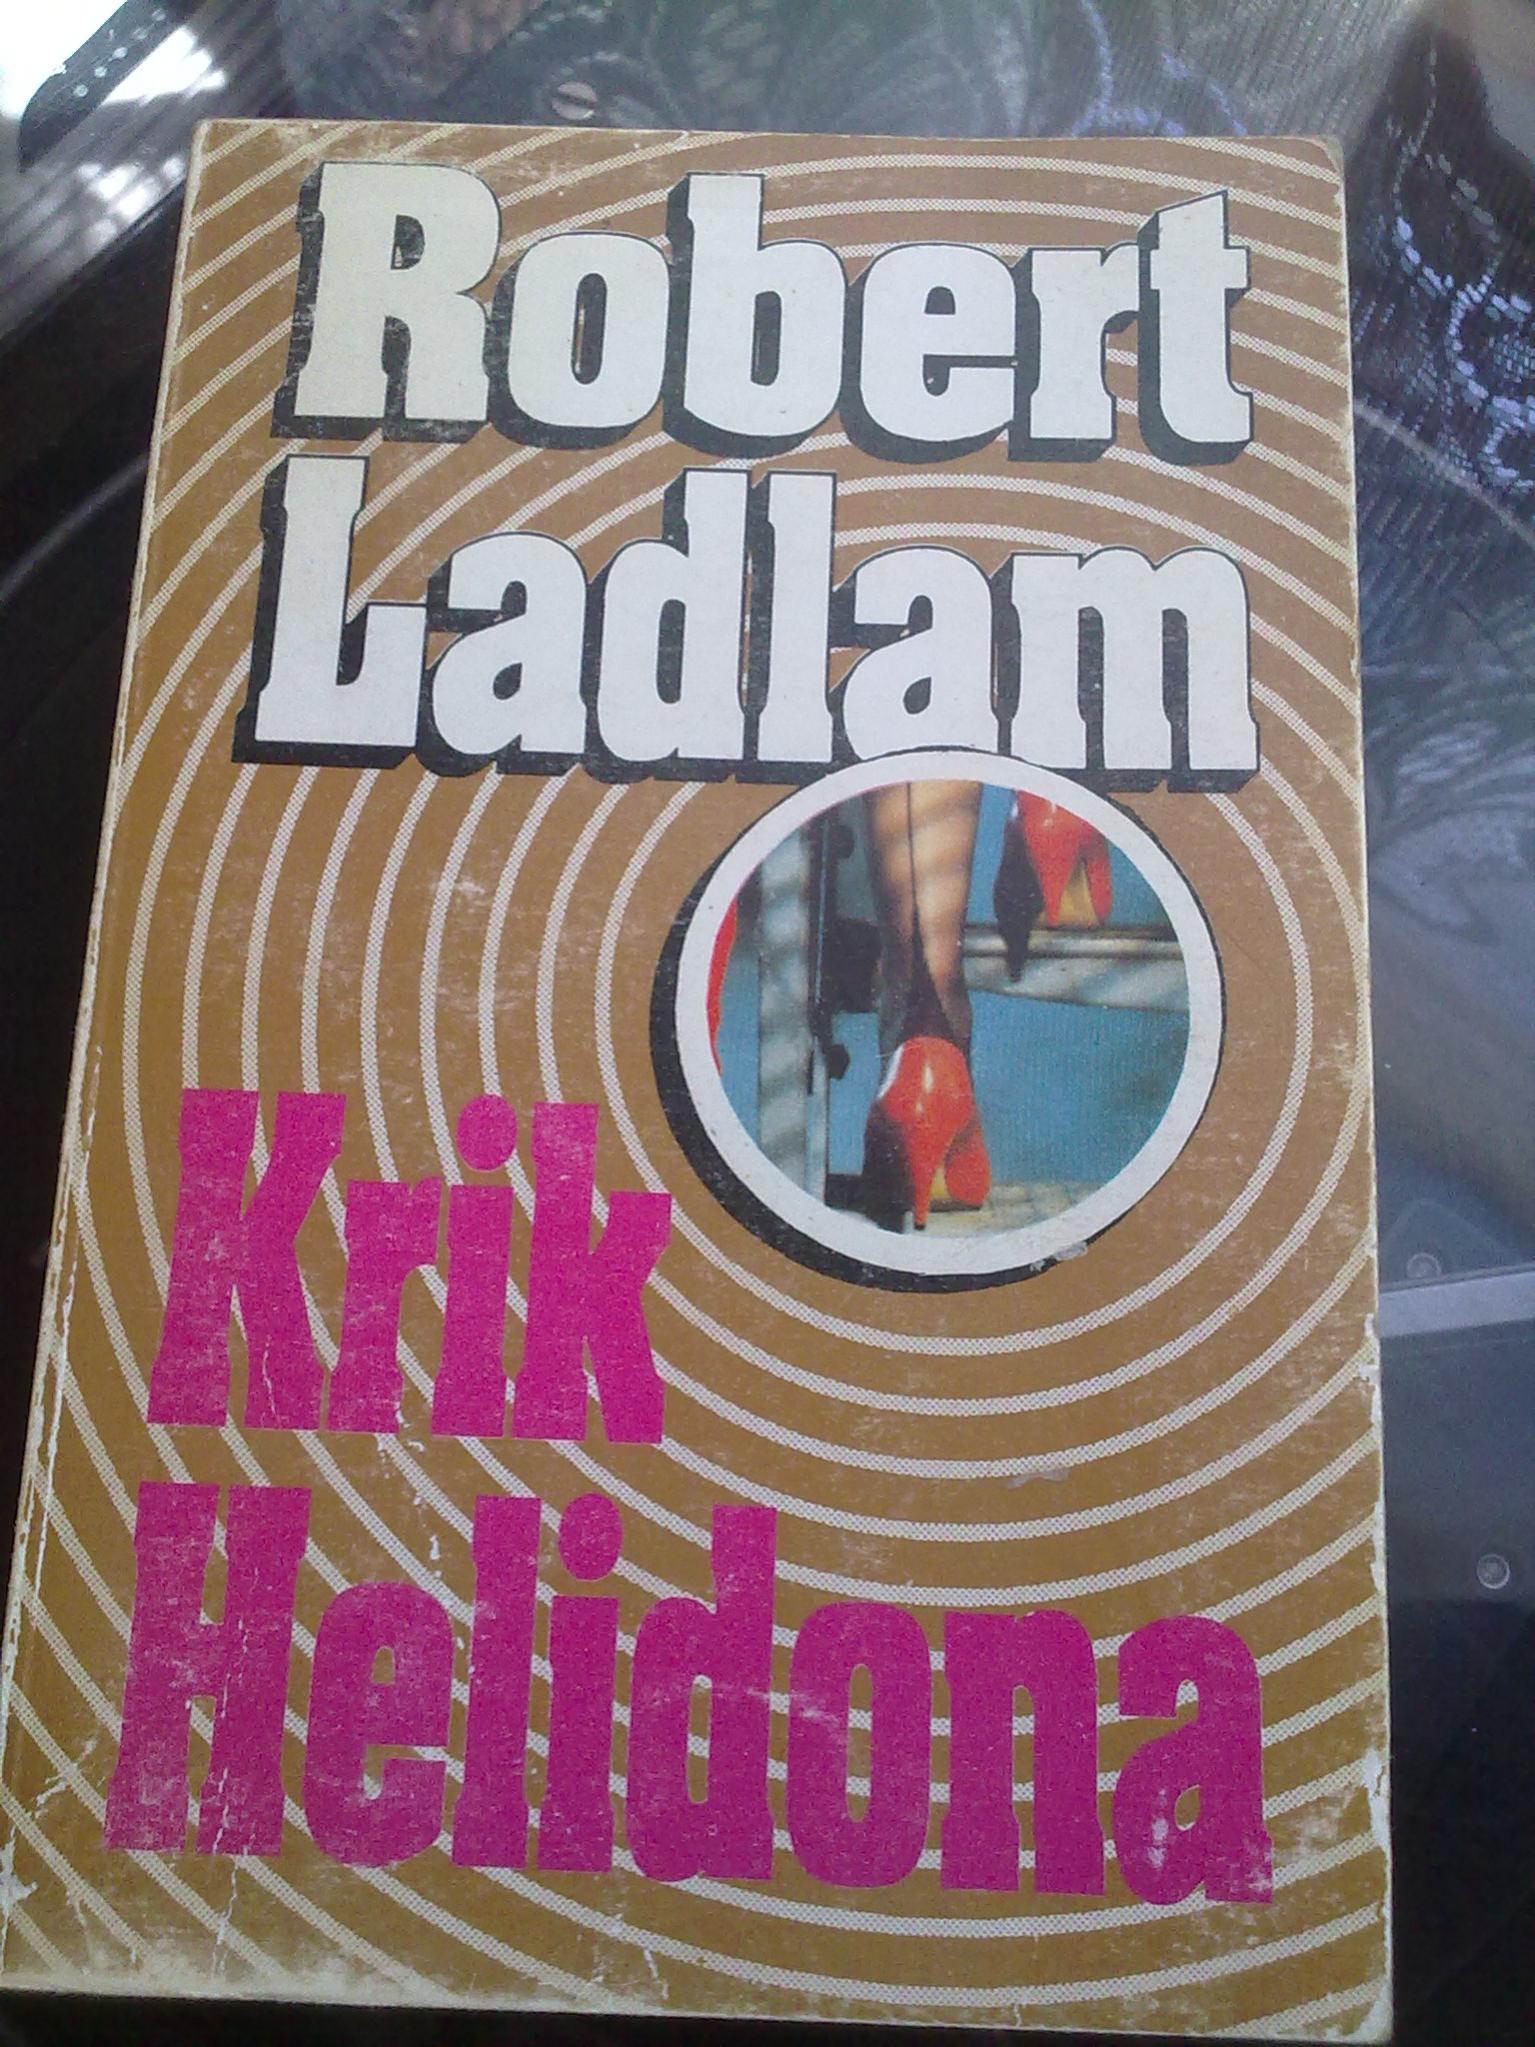 Robert
Ladlam
Krik
Helidona